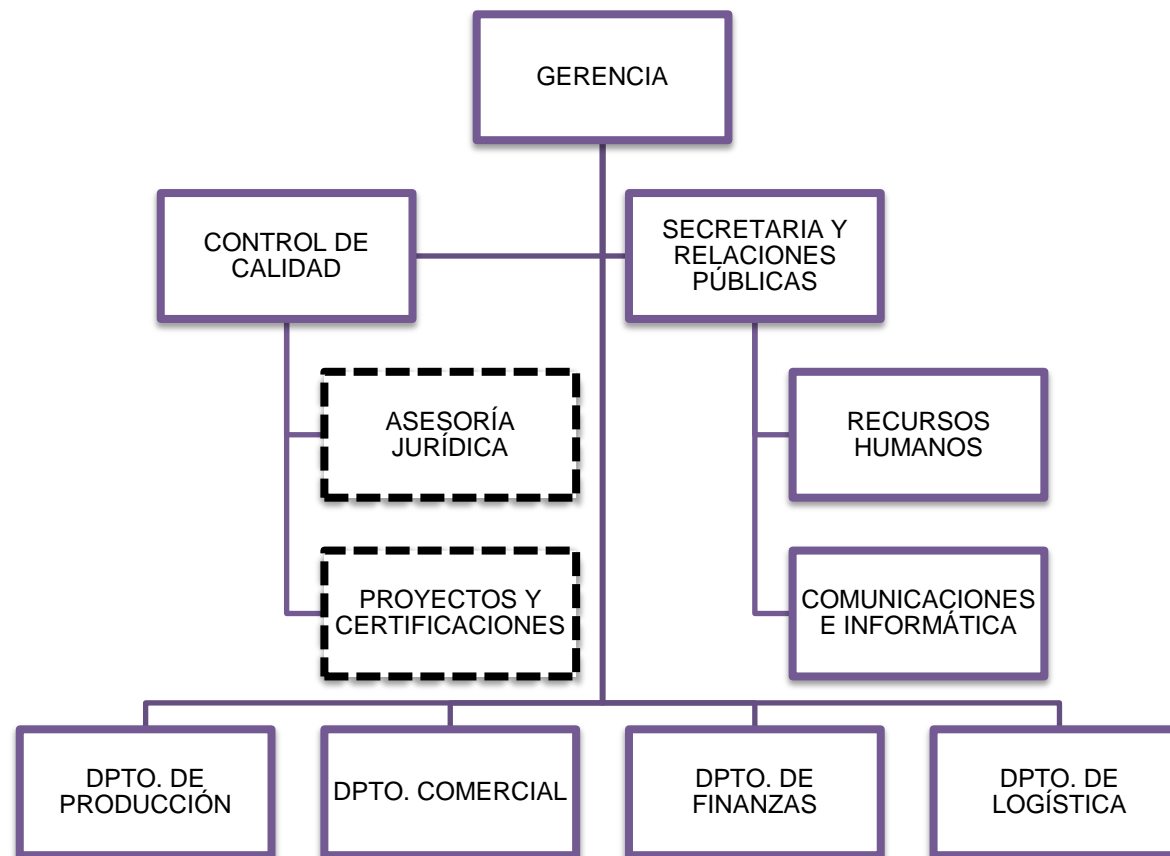 GERENCIA
CONTROL DE
CALIDAD
SECRETARIA Y
RELACIONES
PÚBLICAS
ASESORÍA
JURÍDICA
RECURSOS
HUMANOS
PROYECTOS Y
CERTIFICACIONES
COMUNICACIONES
E INFORMÁTICA
DPTO. DE
PRODUCCIÓN
DPTO. COMERCIAL
DPTO. DE
FINANZAS
DPTO. DE
LOGÍSTICA